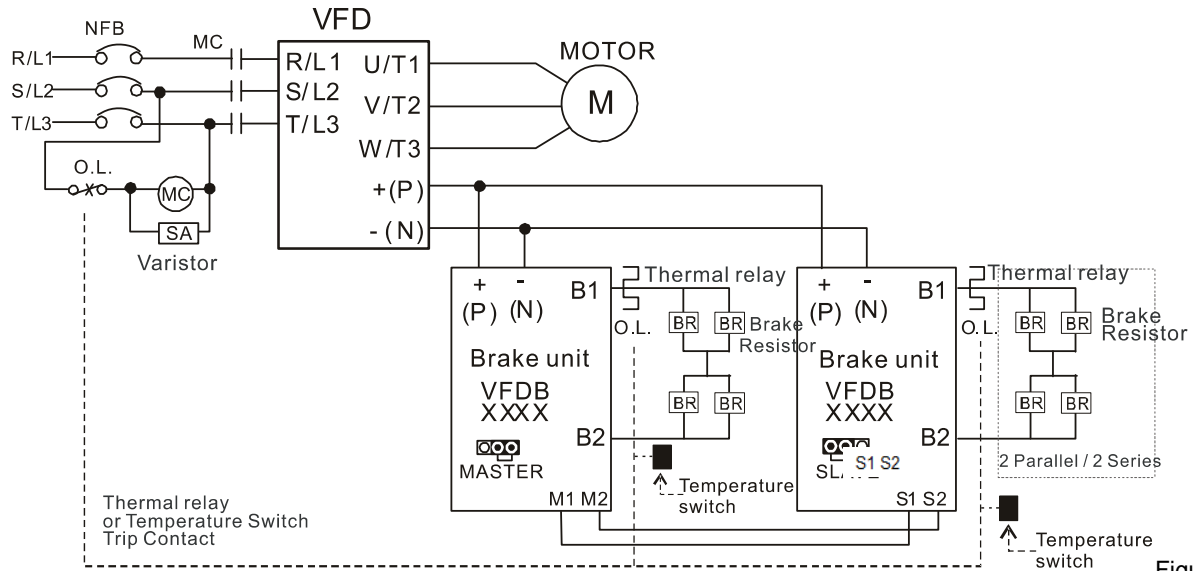 VFD
NFB
MC
R/L1
S/L2
T/L3
R/L1
S/L2
T/L3
U/T1
V/T2
W/T3
+(P)
-(N)
MOTOR
M
O.L.
MC
SA
Varistor
+
(P)
-
(N)
B1
Brake unit
VFDB
XXXX
MASTER
B2
M1 M2
Thermal relay
O.L.
BR
BR
Brake
Resistor
BR
BR
Temperature
switch
+
(P)
-
(N)
B1
Brake unit
VFDB
XXXX
S1 S2
B2
S1 S2
Thermal relay
O.L.
BR
BR
Brake
Resistor
BR
BR
2 Parallel / 2 Series
Temperature
switch
Thermal relay
or Temperature Switch
Trip Contact
Figu